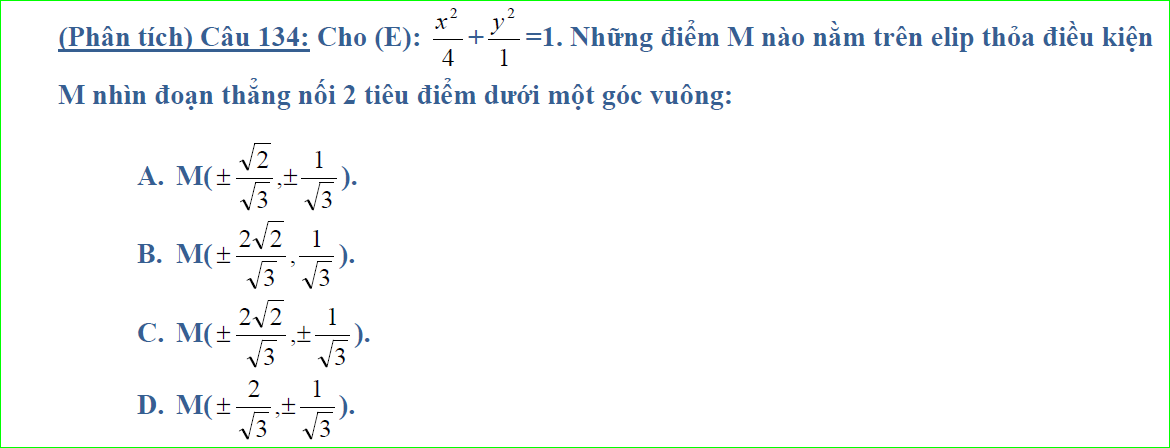 (Phân tích) Câu 134: Cho (E): $\frac{x^2}{4}+\frac{y^2}{1}$=1. Những điểm M nào nằm trên elip thỏa điều kiện
M nhìn đoạn thẳng nối 2 tiêu điểm dưới một góc vuông:
A. M($\pm\frac{\sqrt{2}}{\sqrt{3}},\pm\frac{1}{\sqrt{3}}$).
B. M($\pm\frac{2\sqrt{2}}{\sqrt{3}},\frac{1}{\sqrt{3}}$).
C. M($\pm\frac{2\sqrt{2}}{\sqrt{3}},\pm\frac{1}{\sqrt{3}}$).
D. M($\pm\frac{2}{\sqrt{3}},\pm\frac{1}{\sqrt{3}}$).